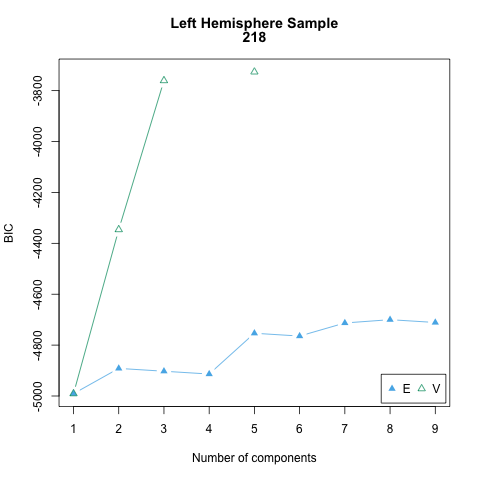 Left Hemisphere Sample
218
BIC
-3800
-4000
-4200
-4400
-4600
-4800
-5000
1 2 3 4 5 6 7 8 9
Number of components
E V